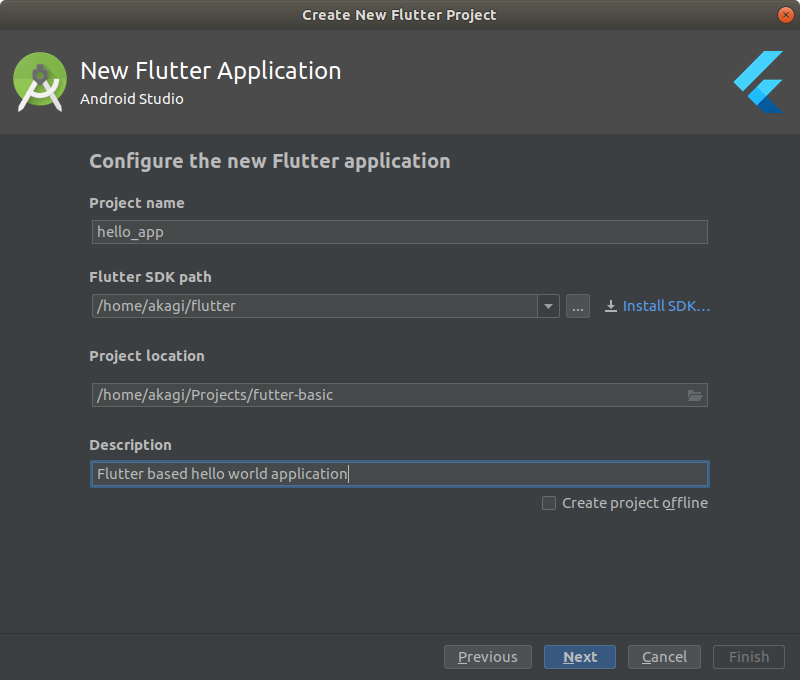 Create New Flutter Project
New Flutter Application
Android Studio
Configure the new Flutter application
Project name
hello_app
Flutter SDK path
/home/akagi/flutter
... Install SDK...
Project location
/home/akagi/Projects/futter-basic
Description
Flutter based hello world application
Create project offline
Previous Next Cancel Finish